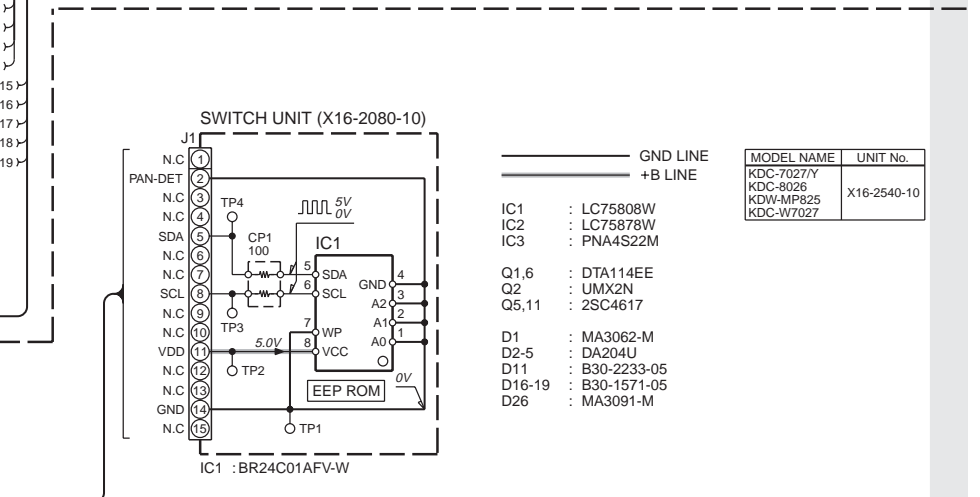 15
16
17
18
19
SWITCH UNIT (X16-2080-10)
J1
N.C 1
PAN-DET 2
N.C 3
N.C 4
SDA 5
N.C 6
N.C 7
SCL 8
N.C 9
N.C 10
VDD 11
N.C 12
N.C 13
GND 14
N.C 15
TP4
CP1
100
5V
0V
IC1
5 SDA
6 SCL
7 WP
8 VCC
GND 4
A2 3
A1 2
A0 1
TP3
5.0V
TP2
EEP ROM
0V
TP1
IC1 : BR24C01AFV-W
GND LINE
+B LINE
IC1 : LC75808W
IC2 : LC75878W
IC3 : PNA4S22M
Q1,6 : DTA114EE
Q2 : UMX2N
Q5,11 : 2SC4617
D1 : MA3062-M
D2-5 : DA204U
D11 : B30-2233-05
D16-19 : B30-1571-05
D26 : MA3091-M
MODEL NAME UNIT No.
KDC-7027/Y
KDC-8026
KDW-MP825
KDC-W7027
X16-2540-10